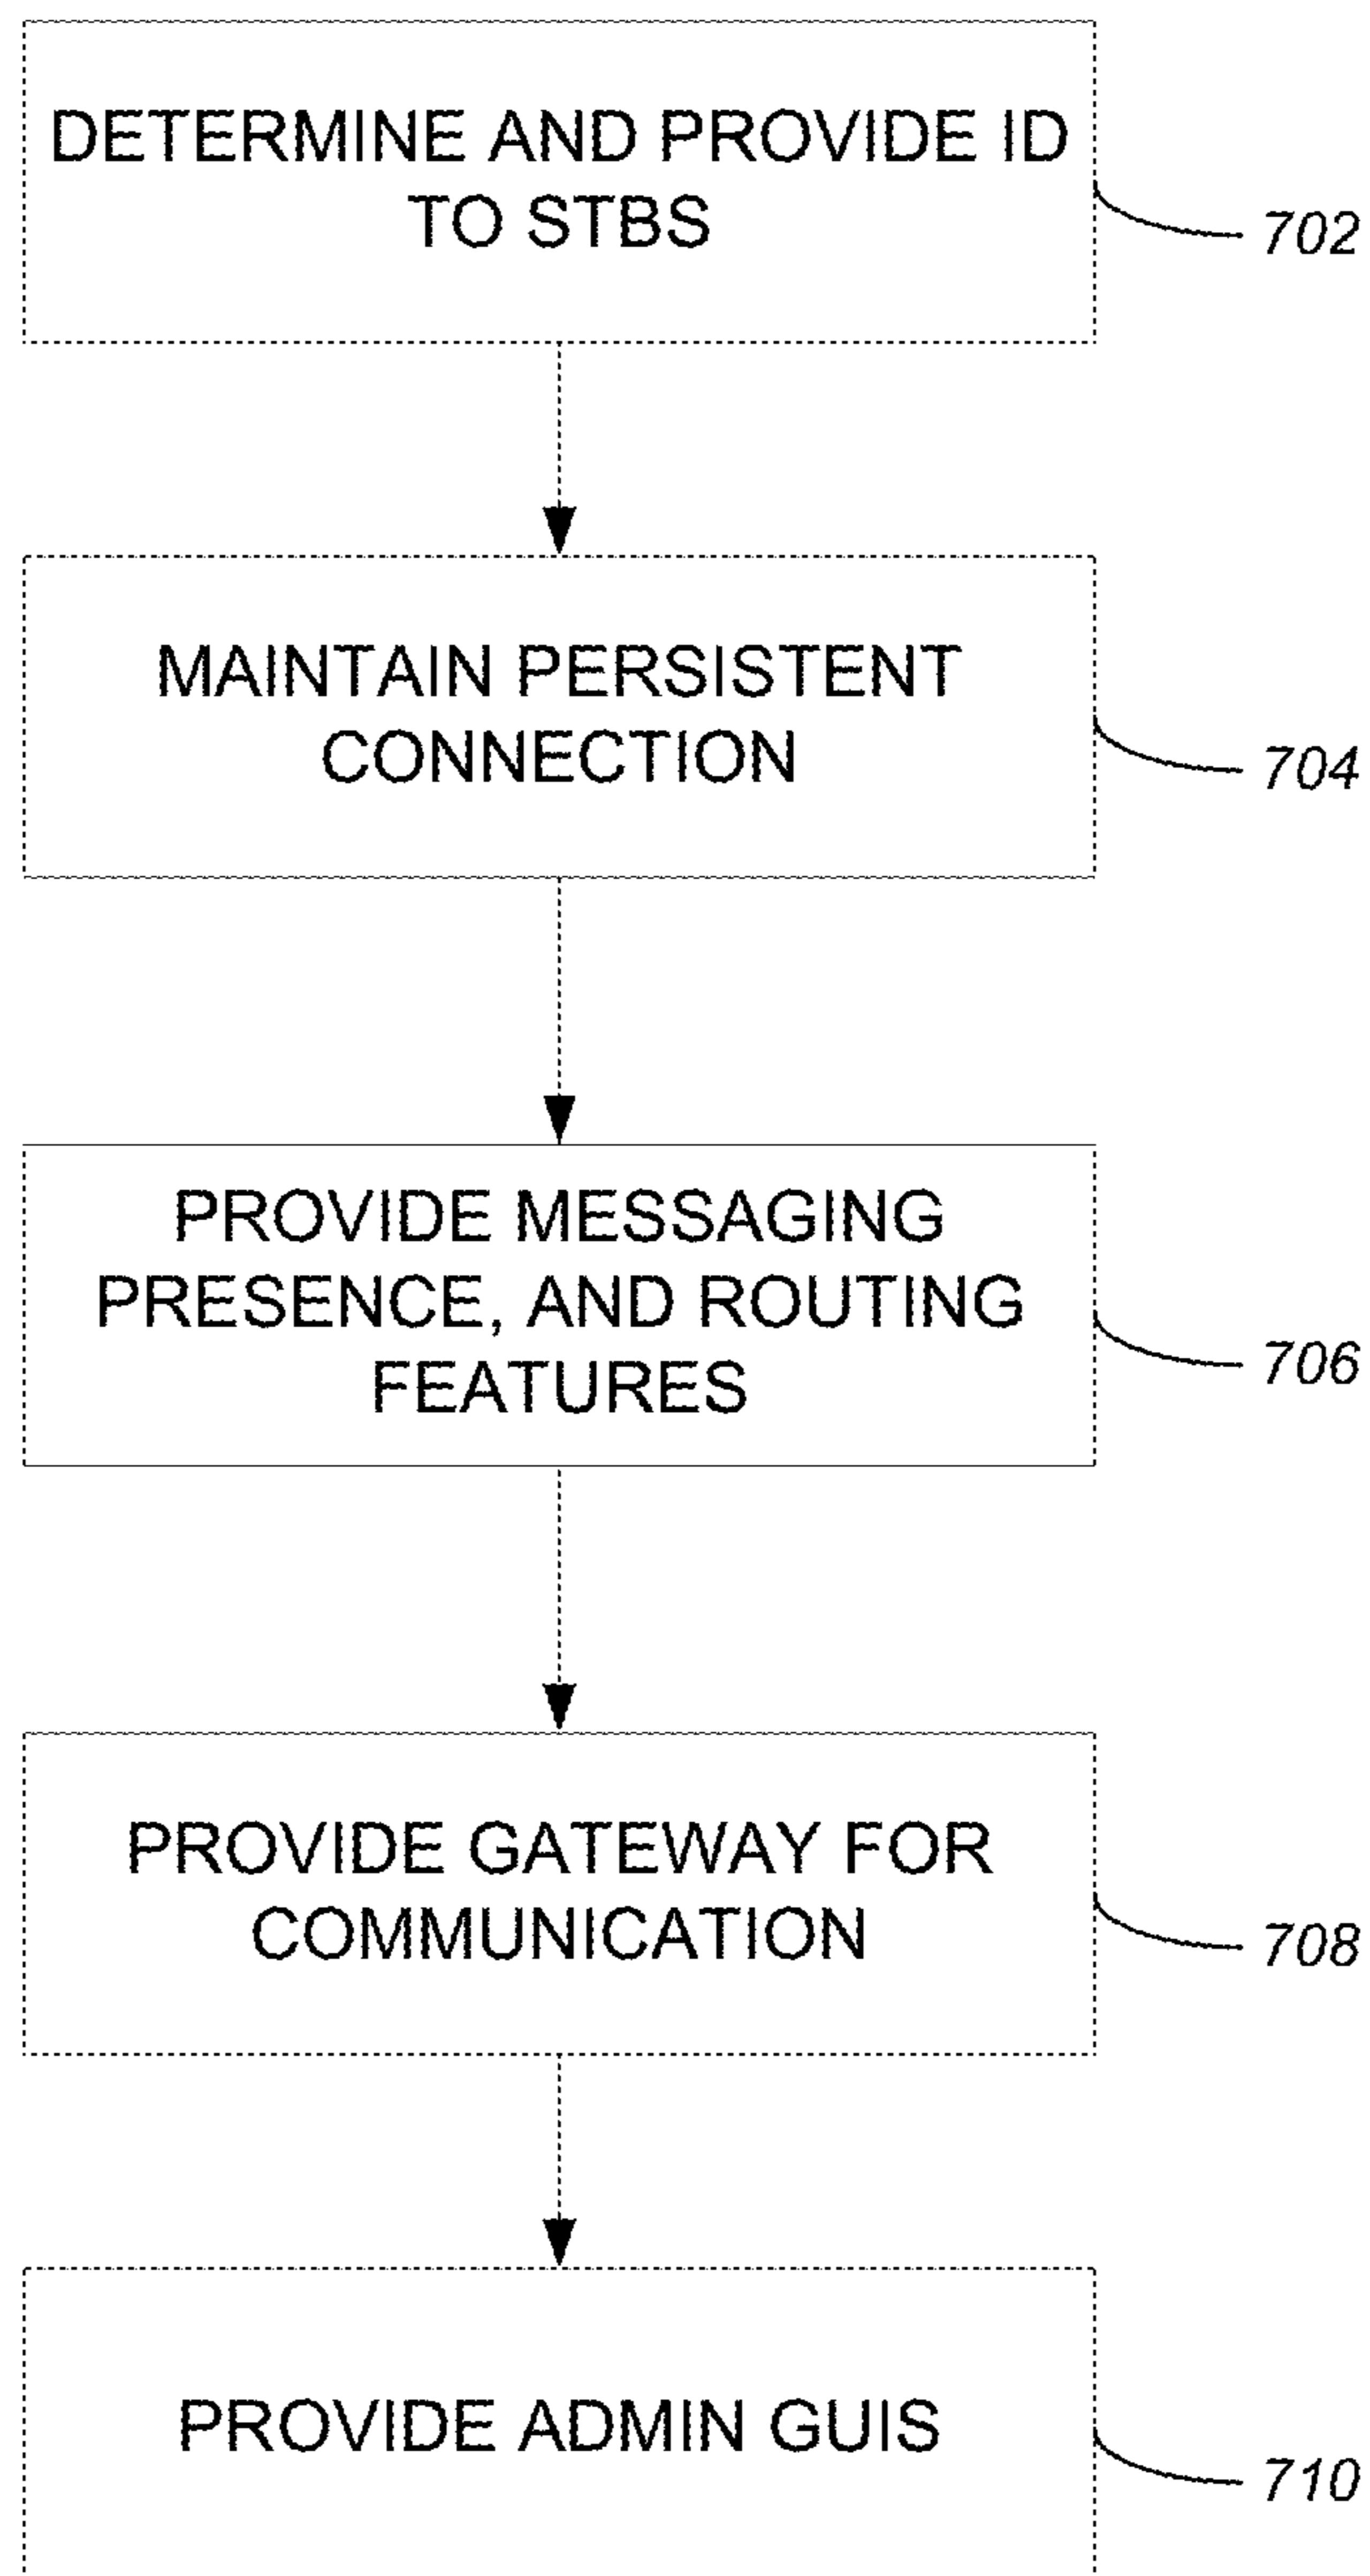 DETERMINE AND PROVIDE ID
TO STBS
702
MAINTAIN PERSISTENT
CONNECTION
704
PROVIDE MESSAGING
PRESENCE, AND ROUTING
FEATURES
706
PROVIDE GATEWAY FOR
COMMUNICATION
708
PROVIDE ADMIN GUIS
710